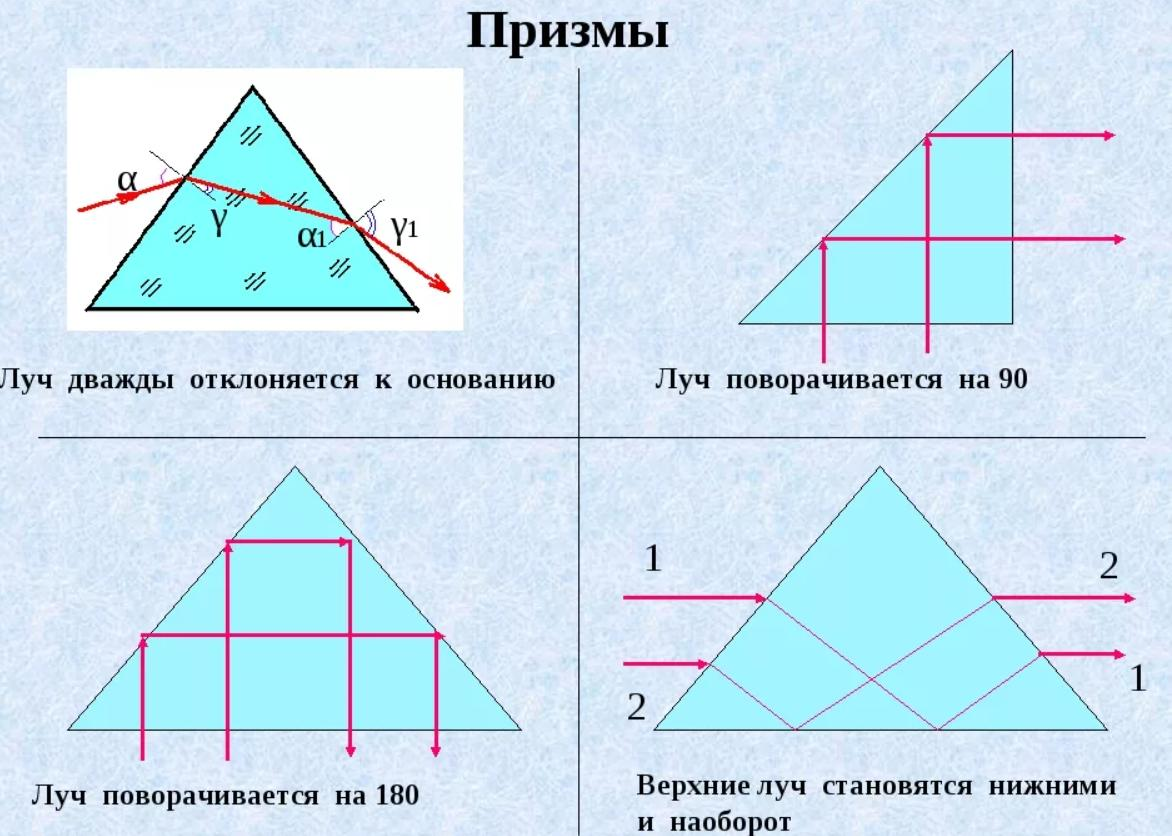 Призмы
α
γ
α1
γ1
Луч дважды отклоняется к основанию
Луч поворачивается на 90
Луч поворачивается на 180
1
2
2
1
Верхние луч становятся нижними
и наоборот